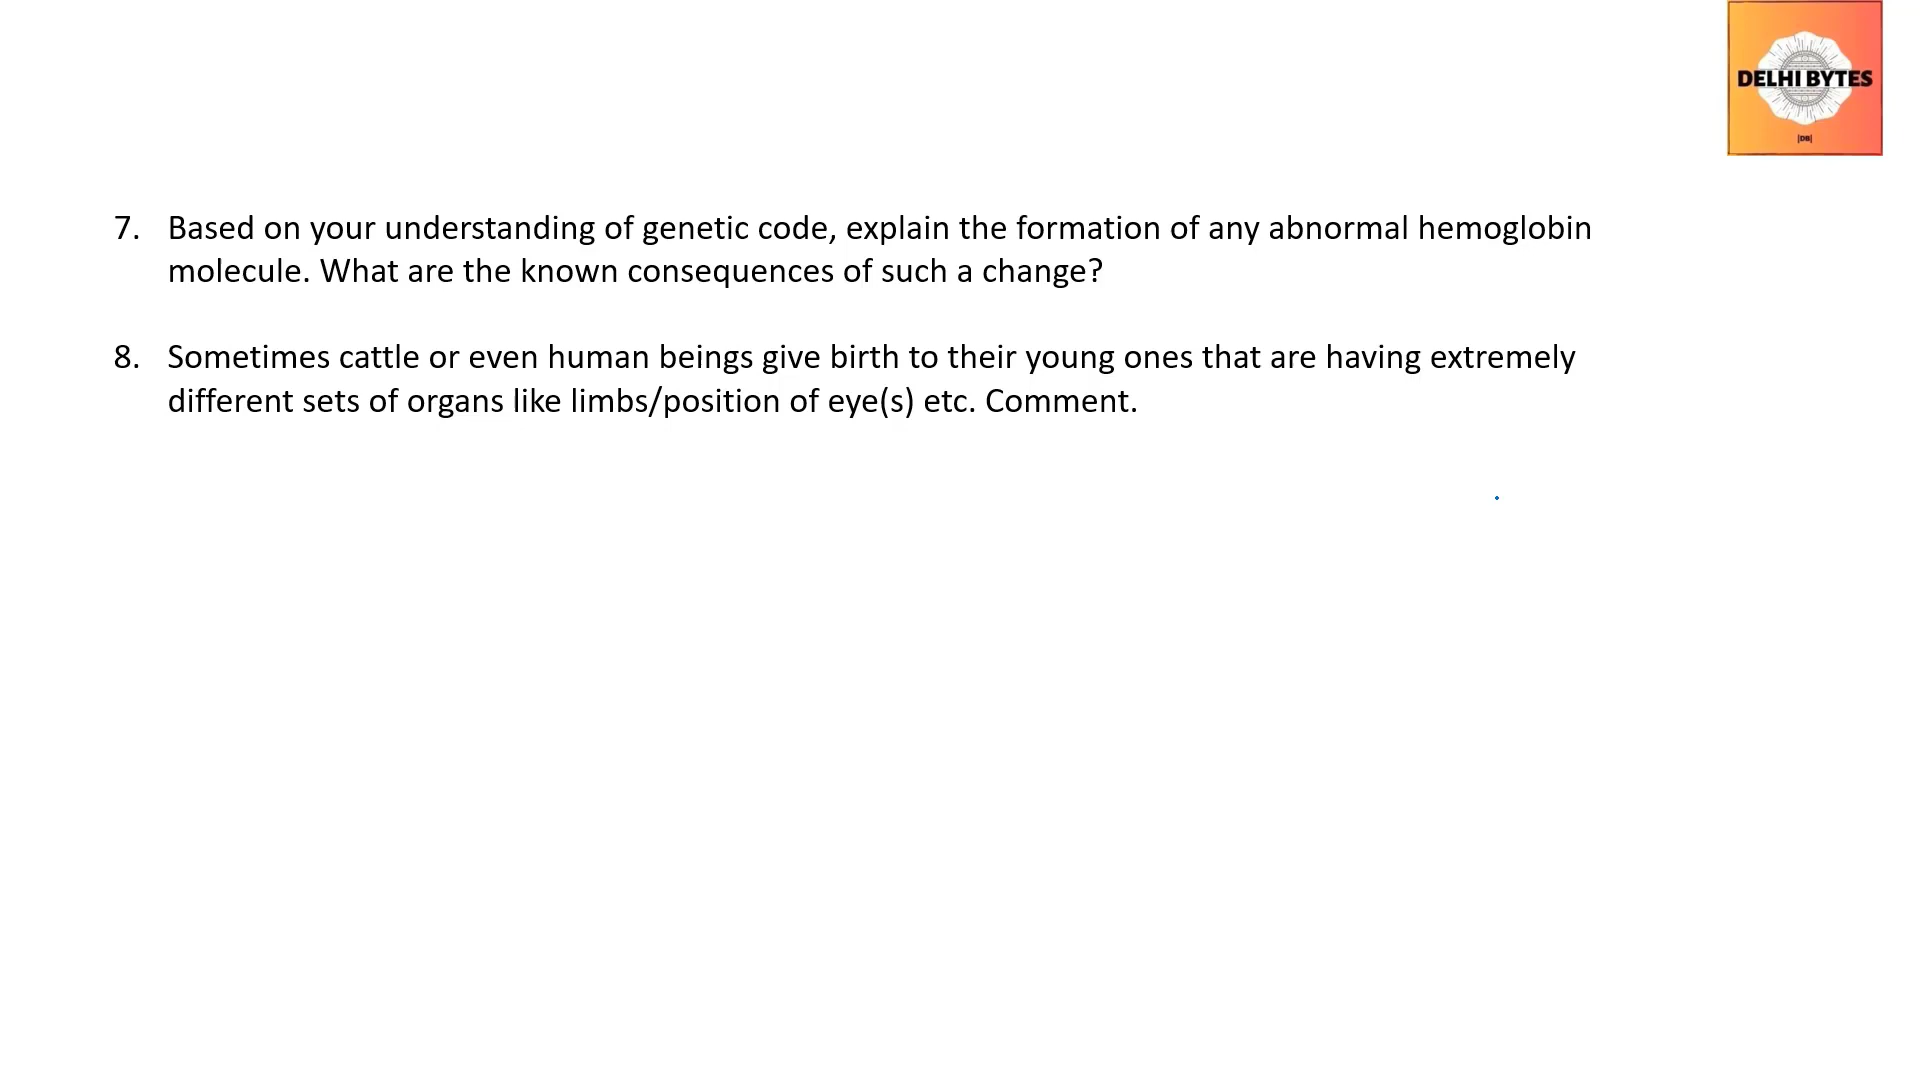 DELHI BYTES
|DB|
7. Based on your understanding of genetic code, explain the formation of any abnormal hemoglobin
molecule. What are the known consequences of such a change?
8. Sometimes cattle or even human beings give birth to their young ones that are having extremely
different sets of organs like limbs/position of eye(s) etc. Comment.